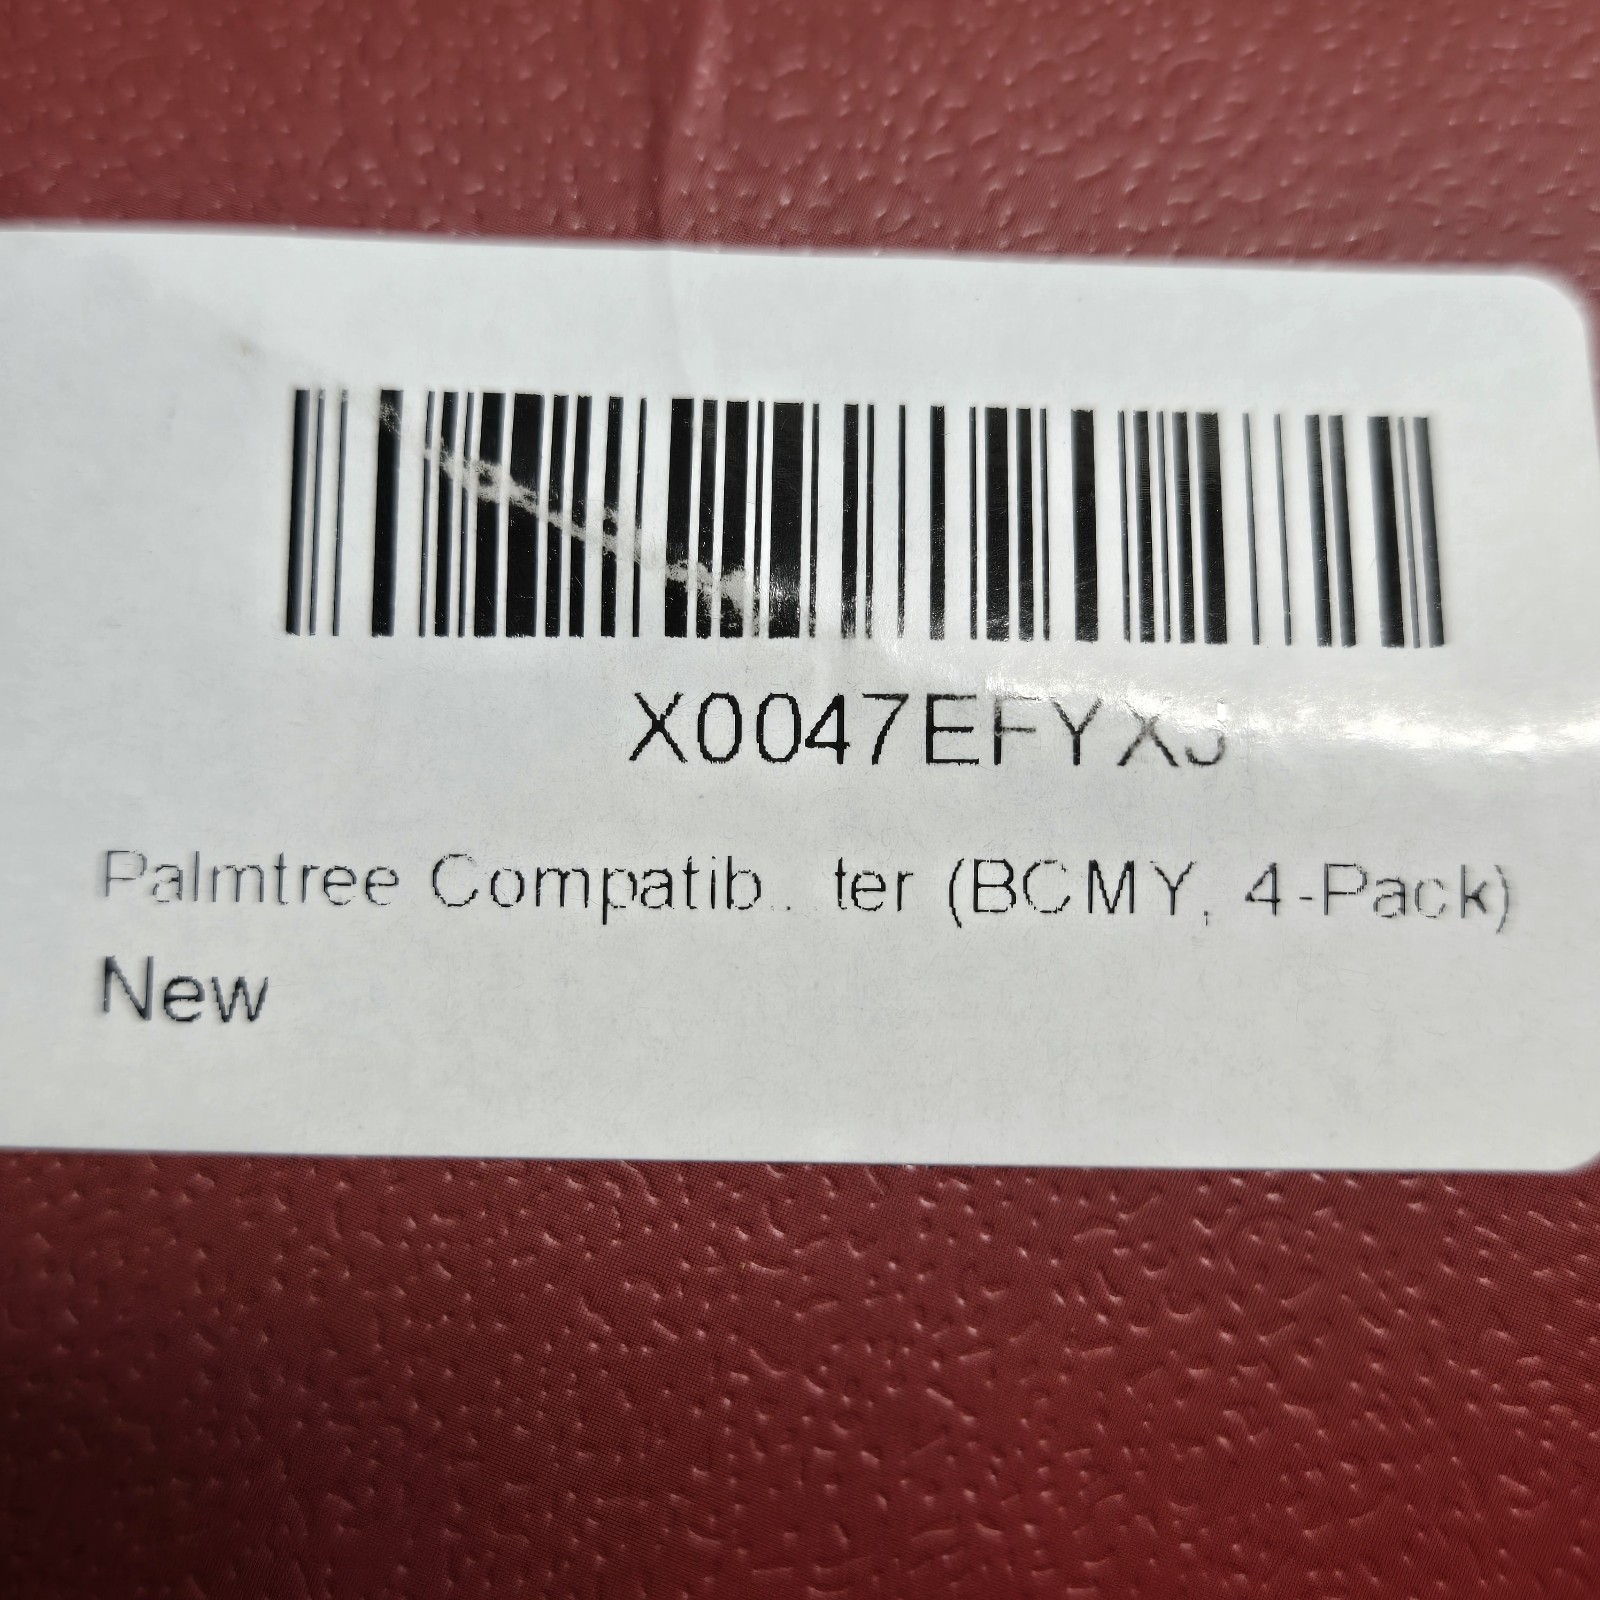 X0047EFYXJ
Palmtree Compatib.. ter (BCMY, 4-Pack)
New